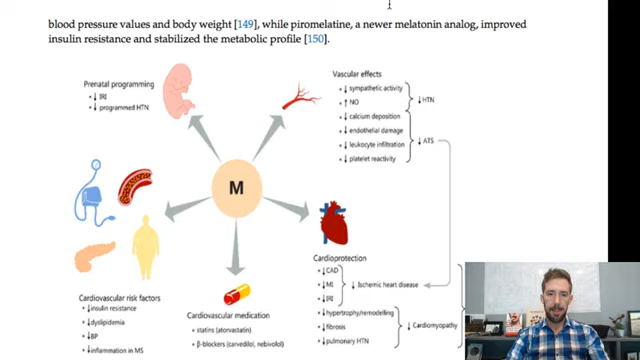 blood pressure values and body weight [149], while piromelatine, a newer melatonin analog, improved
insulin resistance and stabilized the metabolic profile [150].
Prenatal programming
• ↓ IRI
• ↓ programmed HTN
Vascular effects
• ↓ sympathetic activity
• ↑ NO
↓ HTN
• ↓ calcium deposition
• ↓ endothelial damage
• ↓ leukocyte infiltration
• ↓ platelet reactivity
↓ ATS
M
Cardioprotection
• ↓ CAD
• ↓ MI
• ↓ IRI
↓ Ischemic heart disease
• ↓ hypertrophy/remodelling
• ↓ fibrosis
• ↓ pulmonary HTN
↓ Cardiomyopathy
Cardiovascular risk factors
• ↓ insulin resistance
• ↓ dyslipidemia
• ↓ BP
• ↓ inflammation in MS
Cardiovascular medication
• statins (atorvastatin)
• β-blockers (carvedilol, nebivolol)